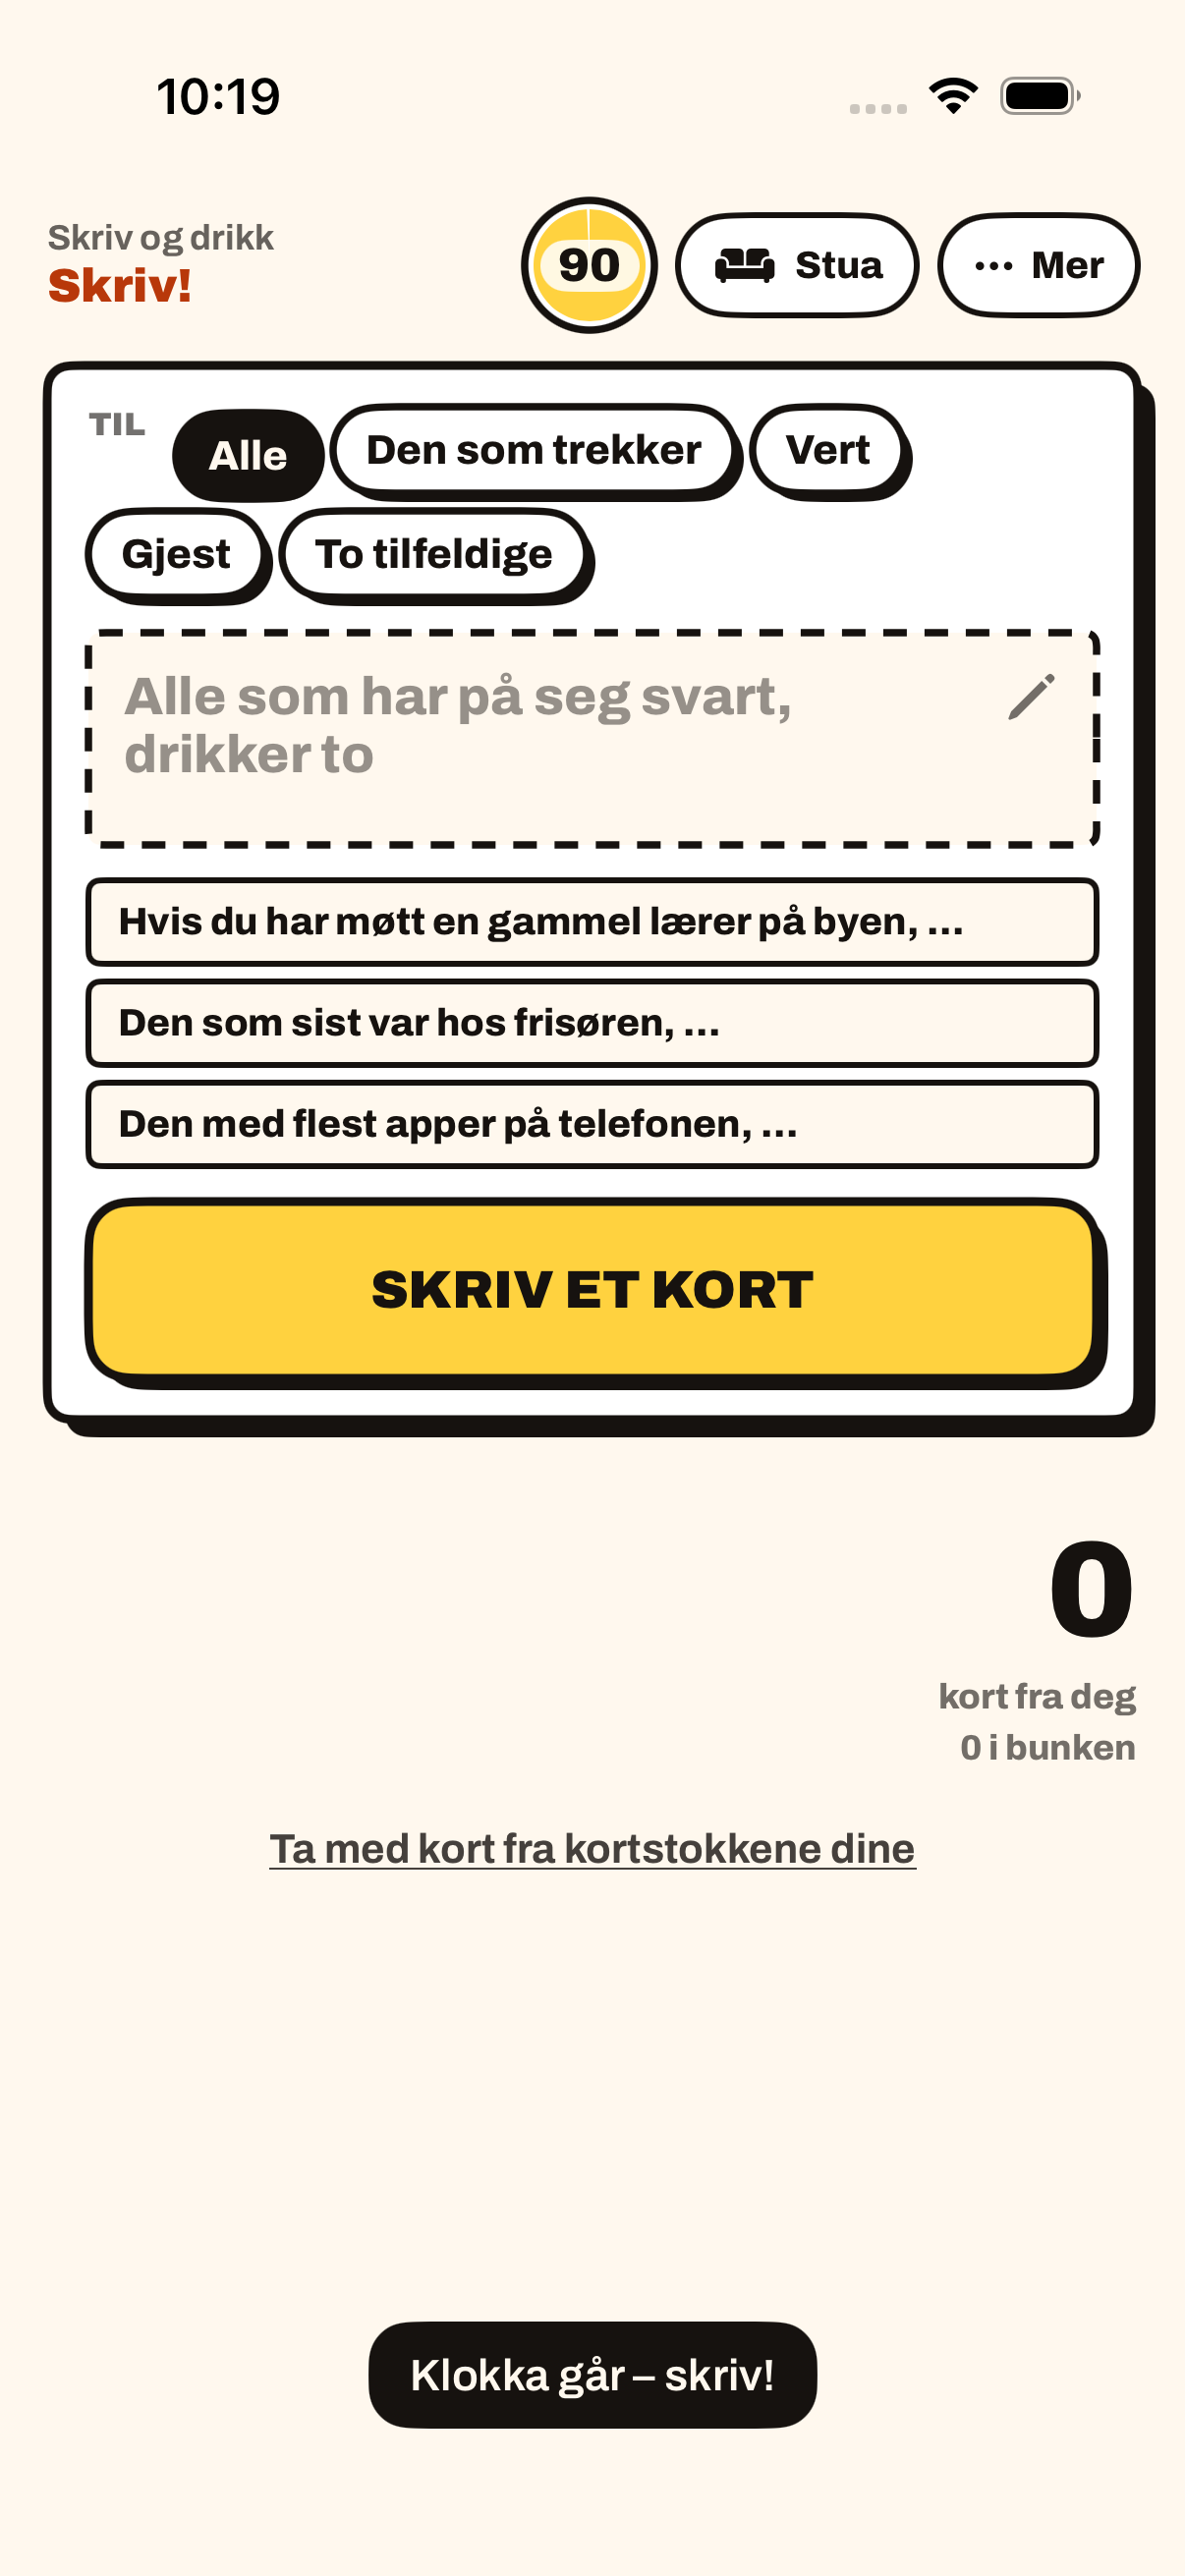 10:19
Skriv og drikk
Skriv!
90
Stua
Mer
TIL
Alle
Den som trekker
Vert
Gjest
To tilfeldige
Alle som har på seg svart,
drikker to
Hvis du har møtt en gammel lærer på byen, ...
Den som sist var hos frisøren, ...
Den med flest apper på telefonen, ...
SKRIV ET KORT
0
kort fra deg
0 i bunken
Ta med kort fra kortstokkene dine
Klokka går – skriv!